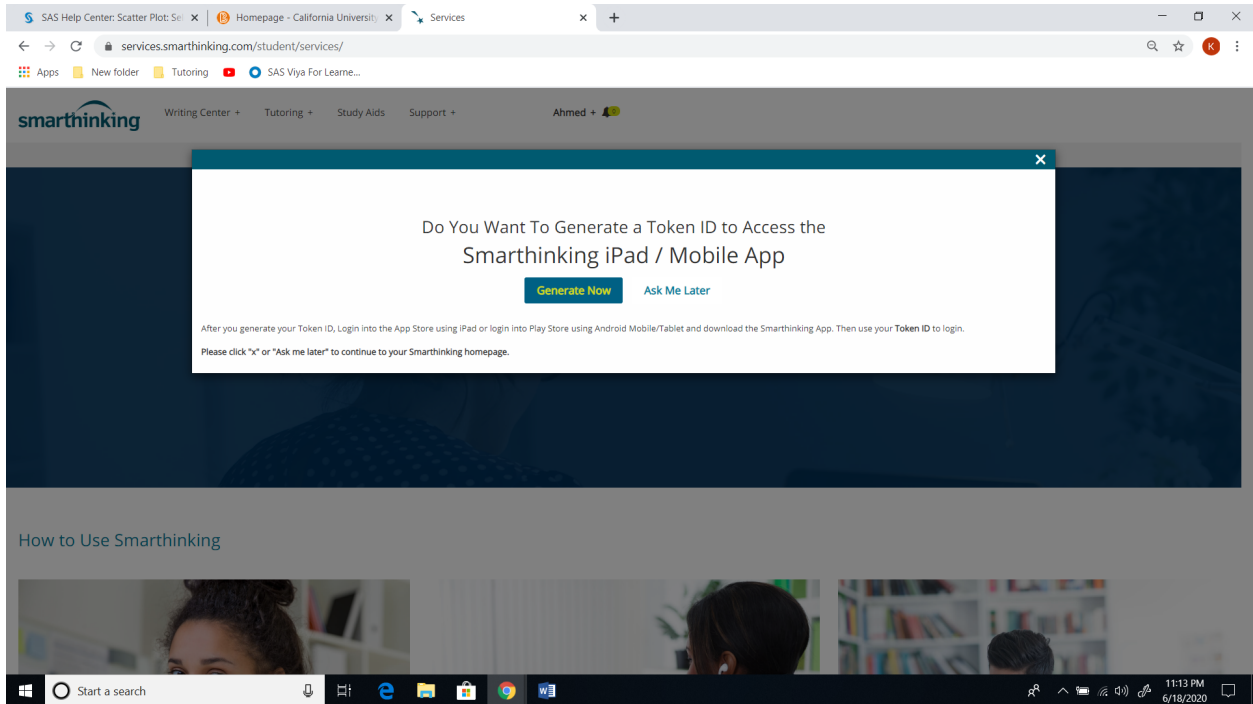 SAS Help Center: Scatter Plot: Se
Homepage - California University
Services
services.smarthinking.com/student/services/
K
Apps
New folder
Tutoring
SAS Viya For Learne...
smarthinking
Writing Center +
Tutoring +
Study Aids
Support +
Ahmed +
Do You Want To Generate a Token ID to Access the
Smarthinking iPad / Mobile App
Generate Now
Ask Me Later
After you generate your Token ID, Login into the App Store using iPad or login into Play Store using Android Mobile/Tablet and download the Smarthinking App. Then use your Token ID to login.
Please click "x" or "Ask me later" to continue to your Smarthinking homepage.
How to Use Smarthinking
Start a search
11:13 PM
6/18/2020